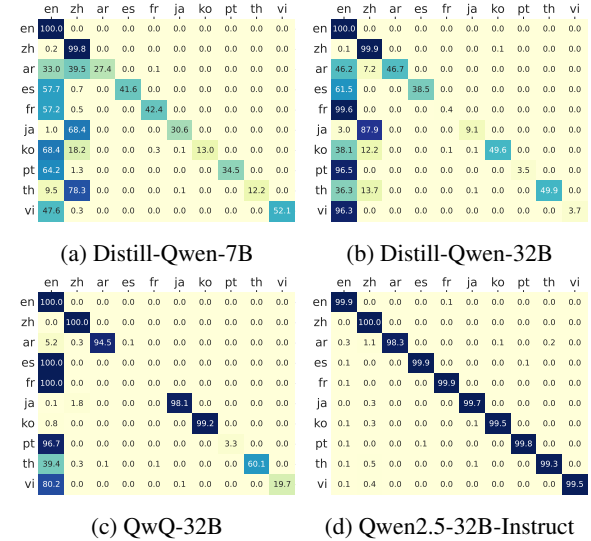 en zh ar es fr ja ko pt th vi
en 100.0 0.0 0.0 0.0 0.0 0.0 0.0 0.0 0.0 0.0
zh 0.2 99.8 0.0 0.0 0.0 0.0 0.0 0.0 0.0 0.0
ar 33.0 39.5 27.4 0.0 0.1 0.0 0.0 0.0 0.0 0.0
es 57.7 0.7 0.0 41.6 0.0 0.0 0.0 0.0 0.0 0.0
fr 57.2 0.5 0.0 0.0 42.4 0.0 0.0 0.0 0.0 0.0
ja 1.0 68.4 0.0 0.0 0.0 30.6 0.0 0.0 0.0 0.0
ko 68.4 18.2 0.0 0.0 0.3 0.1 13.0 0.0 0.0 0.0
pt 64.2 1.3 0.0 0.0 0.0 0.0 0.0 34.5 0.0 0.0
th 9.5 78.3 0.0 0.0 0.0 0.1 0.0 0.0 12.2 0.0
vi 47.6 0.3 0.0 0.0 0.0 0.0 0.0 0.0 0.0 52.1
(a) Distill-Qwen-7B
en zh ar es fr ja ko pt th vi
en 100.0 0.0 0.0 0.0 0.0 0.0 0.0 0.0 0.0 0.0
zh 0.1 99.9 0.0 0.0 0.0 0.0 0.1 0.0 0.0 0.0
ar 46.2 7.2 46.7 0.0 0.0 0.0 0.0 0.0 0.0 0.0
es 61.5 0.0 0.0 38.5 0.0 0.0 0.0 0.0 0.0 0.0
fr 99.6 0.0 0.0 0.0 0.4 0.0 0.0 0.0 0.0 0.0
ja 3.0 87.9 0.0 0.0 0.0 9.1 0.0 0.0 0.0 0.0
ko 38.1 12.2 0.0 0.0 0.0 0.1 49.6 0.0 0.0 0.0
pt 96.5 0.0 0.0 0.0 0.0 0.0 0.0 3.5 0.0 0.0
th 36.3 13.7 0.0 0.0 0.0 0.1 0.0 0.0 49.9 0.0
vi 96.3 0.0 0.0 0.0 0.0 0.0 0.0 0.0 0.0 3.7
(b) Distill-Qwen-32B
en zh ar es fr ja ko pt th vi
en 100.0 0.0 0.0 0.0 0.0 0.0 0.0 0.0 0.0 0.0
zh 0.0 100.0 0.0 0.0 0.0 0.0 0.0 0.0 0.0 0.0
ar 5.2 0.3 94.5 0.1 0.0 0.0 0.0 0.0 0.0 0.0
es 100.0 0.0 0.0 0.0 0.0 0.0 0.0 0.0 0.0 0.0
fr 100.0 0.0 0.0 0.0 0.0 0.0 0.0 0.0 0.0 0.0
ja 0.1 1.8 0.0 0.0 0.0 98.1 0.0 0.0 0.0 0.0
ko 0.8 0.0 0.0 0.0 0.0 0.0 99.2 0.0 0.0 0.0
pt 96.7 0.0 0.0 0.0 0.0 0.0 0.0 3.3 0.0 0.0
th 39.4 0.3 0.1 0.0 0.1 0.0 0.0 0.0 60.1 0.0
vi 80.2 0.0 0.0 0.0 0.0 0.1 0.0 0.0 0.0 19.7
(c) QwQ-32B
en zh ar es fr ja ko pt th vi
en 99.9 0.0 0.0 0.0 0.1 0.0 0.0 0.0 0.0 0.0
zh 0.0 100.0 0.0 0.0 0.0 0.0 0.0 0.0 0.0 0.0
ar 0.3 1.1 98.3 0.0 0.0 0.1 0.0 0.0 0.2 0.0
es 0.1 0.0 0.0 99.9 0.0 0.0 0.0 0.1 0.0 0.0
fr 0.1 0.0 0.0 0.0 99.9 0.0 0.0 0.0 0.0 0.0
ja 0.0 0.3 0.0 0.0 0.0 99.7 0.0 0.0 0.0 0.0
ko 0.1 0.3 0.0 0.0 0.0 0.1 99.5 0.0 0.0 0.0
pt 0.1 0.0 0.0 0.1 0.0 0.0 0.0 99.8 0.0 0.0
th 0.1 0.5 0.0 0.0 0.0 0.1 0.0 0.0 99.3 0.0
vi 0.1 0.4 0.0 0.0 0.0 0.1 0.0 0.0 0.0 99.5
(d) Qwen2.5-32B-Instruct